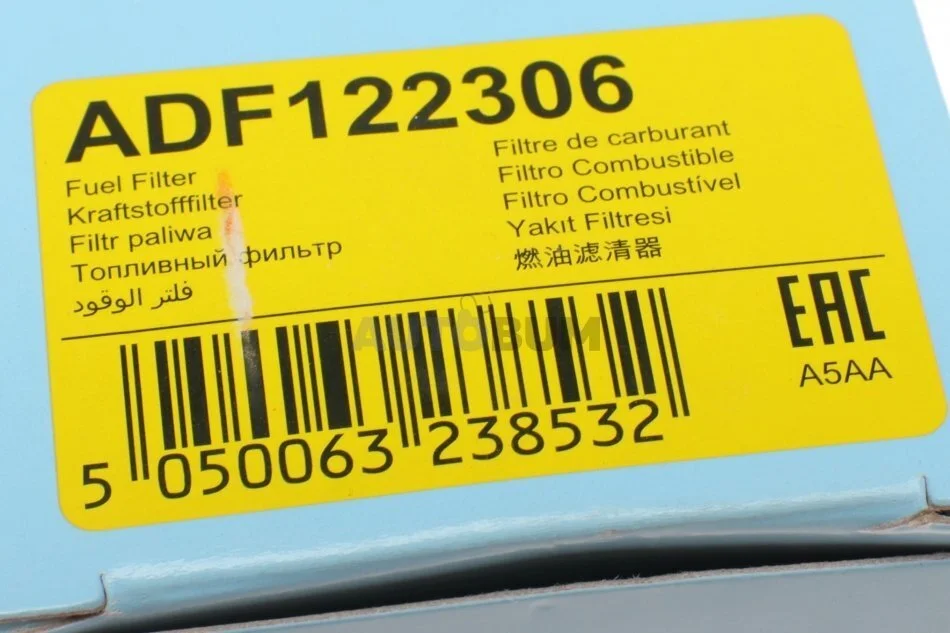 ADF122306
Fuel Filter
Kraftstofffilter
Filtr paliwa
Топливный фильтр
فلتر الوقود
Filtre de carburant
Filtro Combustible
Filtro Combustível
Yakıt Filtresi
燃油滤清器
EAC
A5AA
AUTOBUM
5 050063 238532